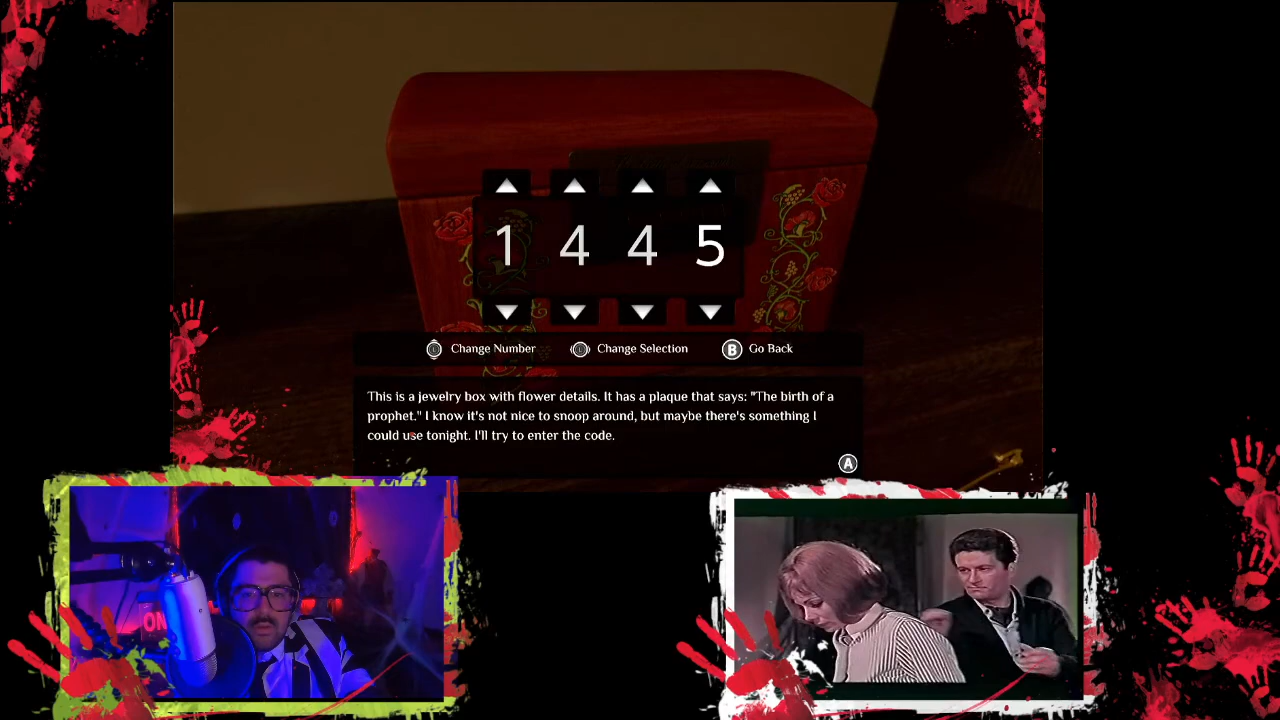 1 4 4 5
Change Number Change Selection B Go Back
This is a jewelry box with flower details. It has a plaque that says: "The birth of a
prophet." I know it's not nice to snoop around, but maybe there's something I
could use tonight. I'll try to enter the code.
A
ON